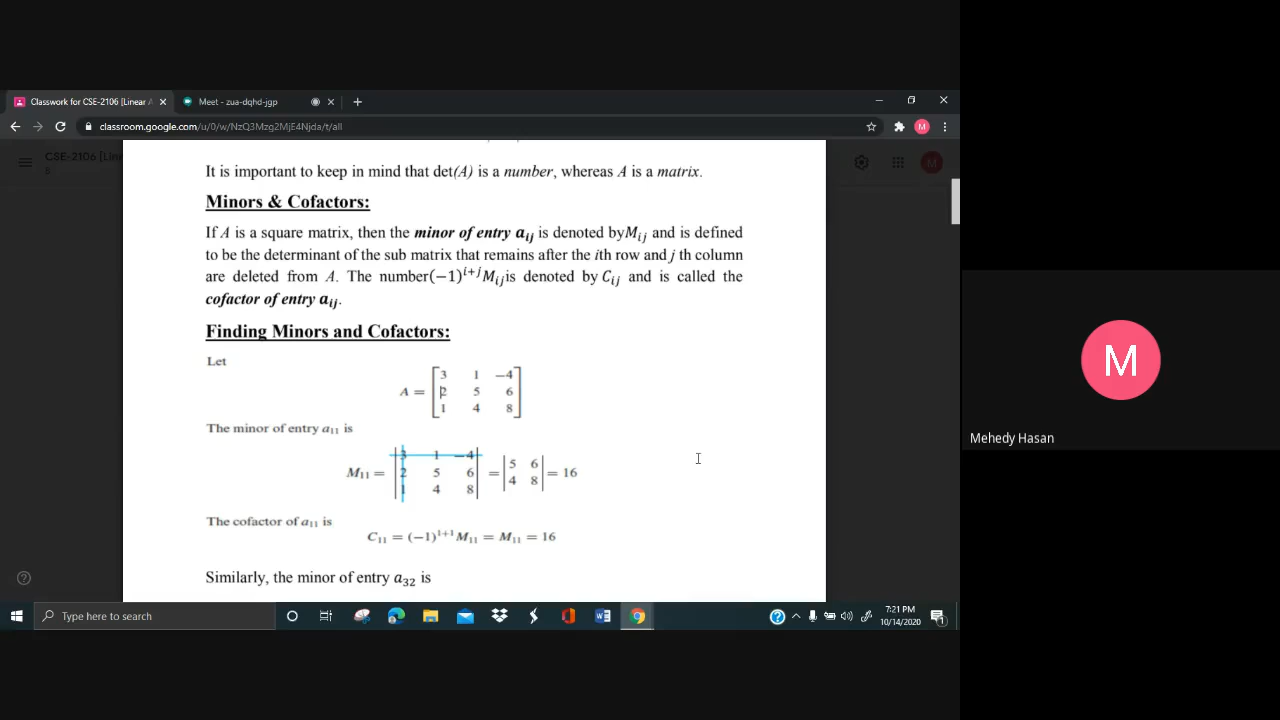 Classwork for CSE-2106 [Linear A
Meet - zua-dqhd-jgp
classroom.google.com/u/0/w/NzQ3Mzg2MjE4Njda/t/all
M
CSE-2106 [Lin
8
M
It is important to keep in mind that det(A) is a number, whereas A is a matrix.
Minors & Cofactors:
If A is a square matrix, then the minor of entry aᵢⱼ is denoted byMᵢⱼ and is defined
to be the determinant of the sub matrix that remains after the ith row and j th column
are deleted from A. The number(−1)ⁱ⁺ʲMᵢⱼis denoted by Cᵢⱼ and is called the
cofactor of entry aᵢⱼ.
Finding Minors and Cofactors:
Let
3 1 −4
A = 2 5 6
1 4 8
The minor of entry a₁₁ is
3 1 −4
M₁₁ = 2 5 6 = 5 6 = 16
1 4 8 4 8
The cofactor of a₁₁ is
C₁₁ = (−1)¹⁺¹M₁₁ = M₁₁ = 16
Similarly, the minor of entry a₃₂ is
M
Mehedy Hasan
Type here to search
7:21 PM
10/14/2020
1